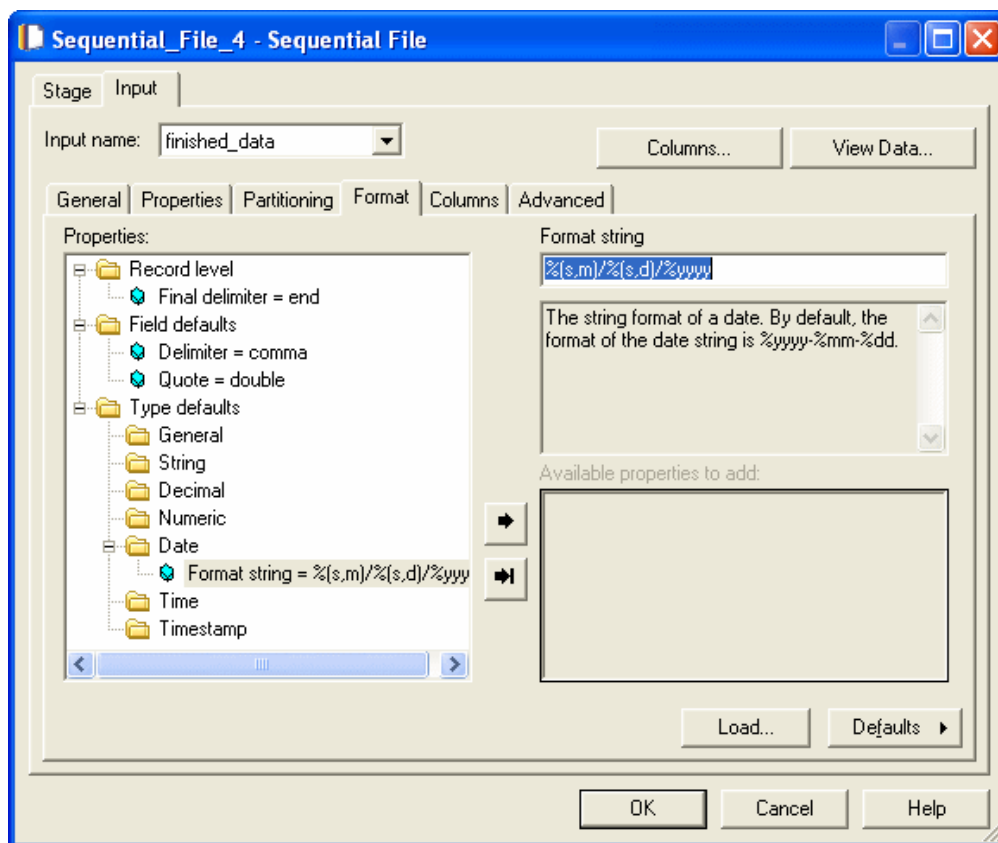 Sequential_File_4 - Sequential File
Stage
Input
Input name:
finished_data
Columns...
View Data...
General
Properties
Partitioning
Format
Columns
Advanced
Properties:
Record level
Final delimiter = end
Field defaults
Delimiter = comma
Quote = double
Type defaults
General
String
Decimal
Numeric
Date
Format string = %(s,m)/%(s,d)/%yyy
Time
Timestamp
Format string
%(s,m)/%(s,d)/%yyyy
The string format of a date. By default, the
format of the date string is %yyyy-%mm-%dd.
Available properties to add:
Load...
Defaults
OK
Cancel
Help